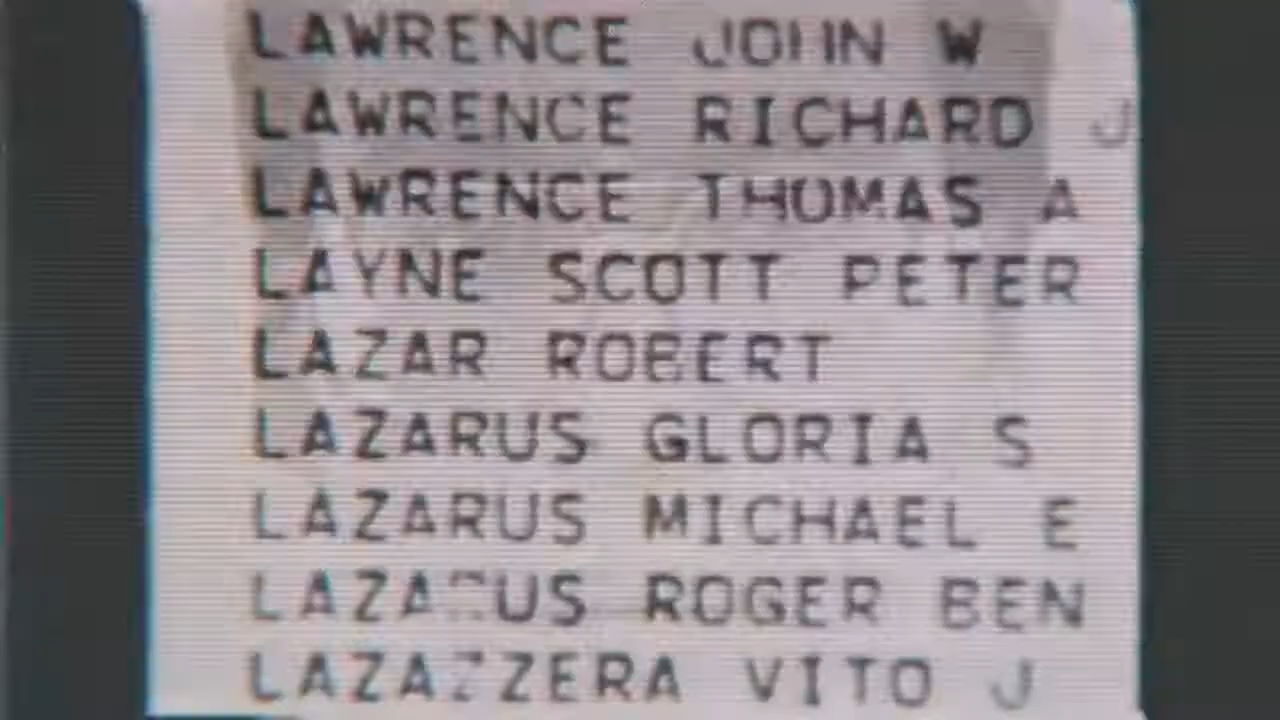 LAWRENCE JOHN W
LAWRENCE RICHARD J
LAWRENCE THOMAS A
LAYNE SCOTT PETER
LAZAR ROBERT
LAZARUS GLORIA S
LAZARUS MICHAEL E
LAZARUS ROGER BEN
LAZAZZERA VITO J